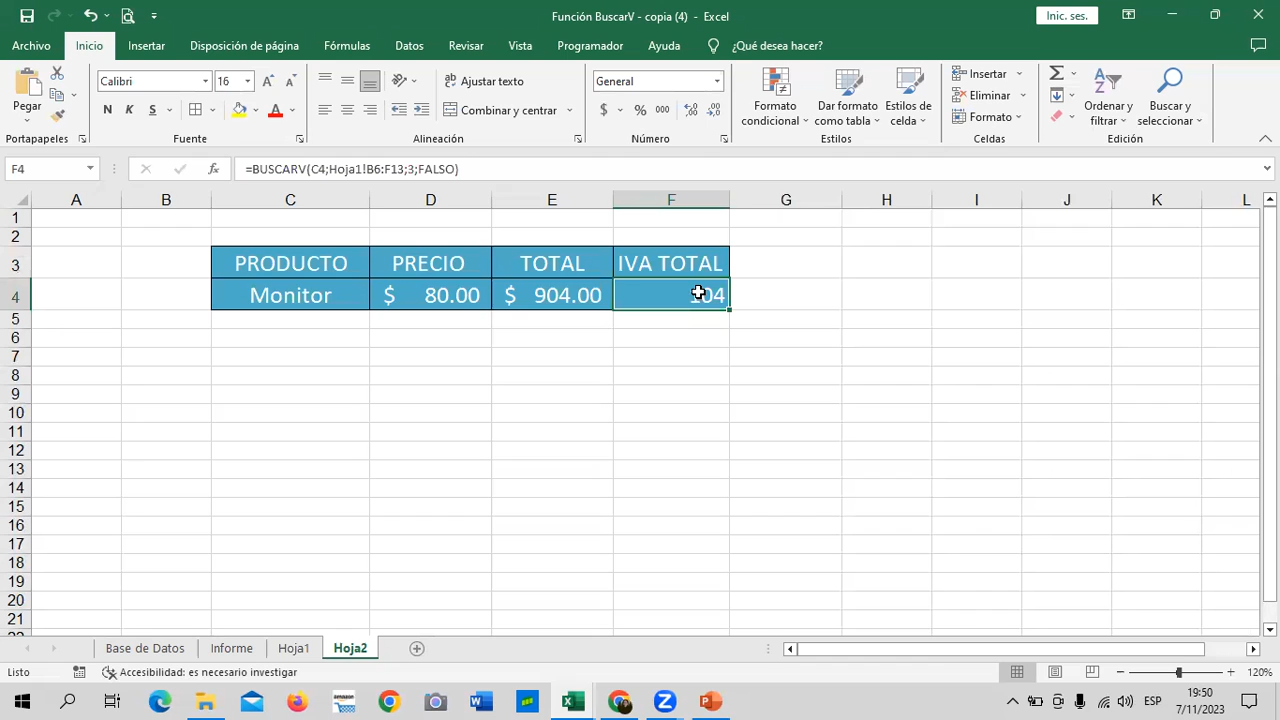 Función BuscarV - copia (4) - Excel
Inic. ses.
Archivo Inicio Insertar Disposición de página Fórmulas Datos Revisar Vista Programador Ayuda ¿Qué desea hacer?
Pegar
Calibri 16
N K S A
Ajustar texto
Combinar y centrar
General
$ % 000
Formato condicional
Dar formato como tabla
Estilos de celda
Insertar
Eliminar
Formato
Ordenar y filtrar
Buscar y seleccionar
Portapapeles Fuente Alineación Número Estilos Celdas Edición
F4 fx =BUSCARV(C4;Hoja1!B6:F13;3;FALSO)
A B C D E F G H I J K L
1
2
3 PRODUCTO PRECIO TOTAL IVA TOTAL
4 Monitor $ 80.00 $ 904.00 104
5
6
7
8
9
10
11
12
13
14
15
16
17
18
19
20
21
Base de Datos Informe Hoja1 Hoja2
Listo Accesibilidad: es necesario investigar 120%
ESP 19:50
7/11/2023